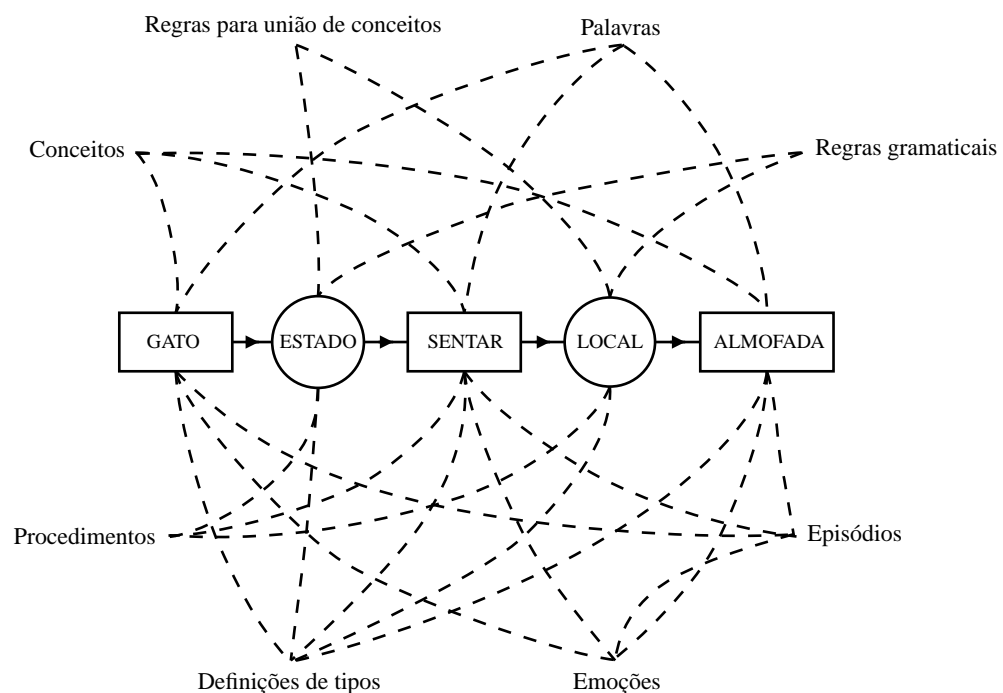 Regras para união de conceitos
Palavras
Conceitos
Regras gramaticais
GATO
ESTADO
SENTAR
LOCAL
ALMOFADA
Procedimentos
Episódios
Definições de tipos
Emoções